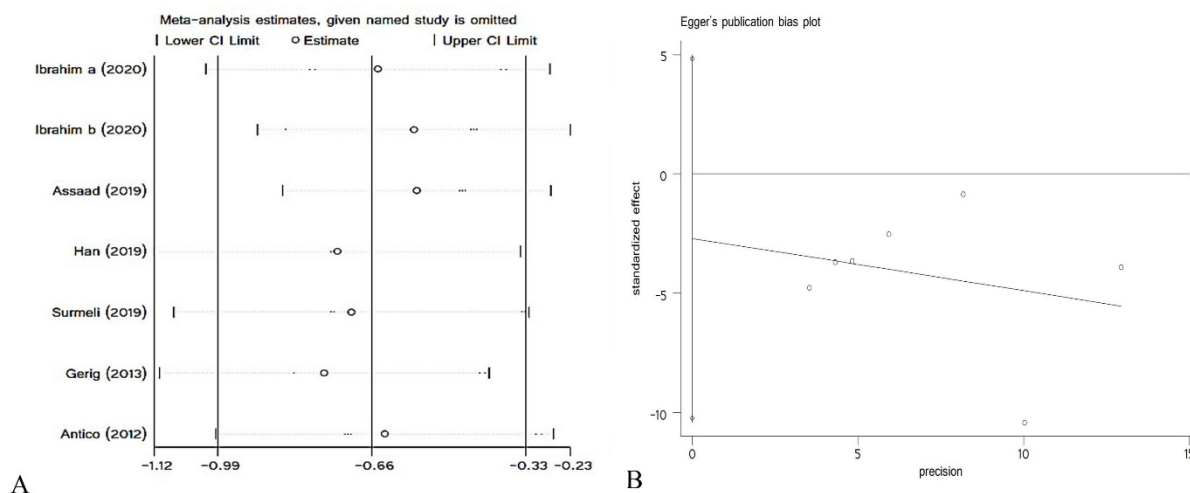 Meta-analysis estimates, given named study is omitted
Lower CI Limit Estimate Upper CI Limit
Ibrahim a (2020)
Ibrahim b (2020)
Assaad (2019)
Han (2019)
Surmeli (2019)
Gerig (2013)
Antico (2012)
-1.12 -0.99 -0.66 -0.33 -0.23
A
Egger's publication bias plot
5
0
-5
-10
standardized effect
0 5 10 15
precision
B